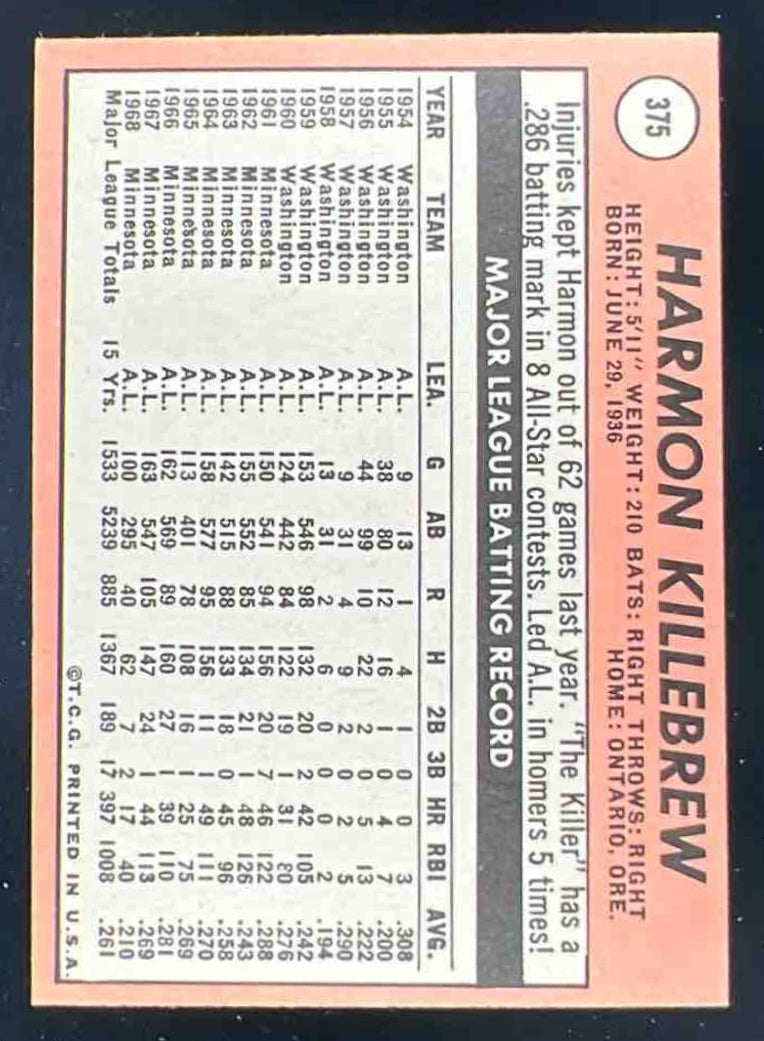 375
HARMON KILLEBREW
HEIGHT: 5'11" WEIGHT: 210 BATS: RIGHT THROWS: RIGHT
BORN: JUNE 29, 1936 HOME: ONTARIO, ORE.
Injuries kept Harmon out of 62 games last year. "The Killer" has a
.286 batting mark in 8 All-Star contests. Led A.L. in homers 5 times!
MAJOR LEAGUE BATTING RECORD
YEAR TEAM LEA. G AB R H 2B 3B HR RBI AVG.
1954 Washington A.L. 9 13 1 4 1 0 0 3 .308
1955 Washington A.L. 38 80 12 16 1 0 4 7 .200
1956 Washington A.L. 44 99 10 22 2 0 5 13 .222
1957 Washington A.L. 9 31 4 9 2 0 2 5 .290
1958 Washington A.L. 13 31 2 6 0 0 0 2 .194
1959 Washington A.L. 153 546 98 132 20 2 42 105 .242
1960 Washington A.L. 124 442 84 122 19 1 31 80 .276
1961 Minnesota A.L. 150 541 94 156 20 7 46 122 .288
1962 Minnesota A.L. 155 552 85 134 21 1 48 126 .243
1963 Minnesota A.L. 142 515 88 133 18 0 45 96 .258
1964 Minnesota A.L. 158 577 95 156 11 1 49 111 .270
1965 Minnesota A.L. 113 401 78 108 16 1 25 75 .269
1966 Minnesota A.L. 162 569 89 160 27 1 39 110 .281
1967 Minnesota A.L. 163 547 105 147 24 1 44 113 .269
1968 Minnesota A.L. 100 295 40 62 7 2 17 40 .210
Major League Totals 15 Yrs. 1533 5239 885 1367 189 17 397 1008 .261
©T.C.G. PRINTED IN U.S.A.